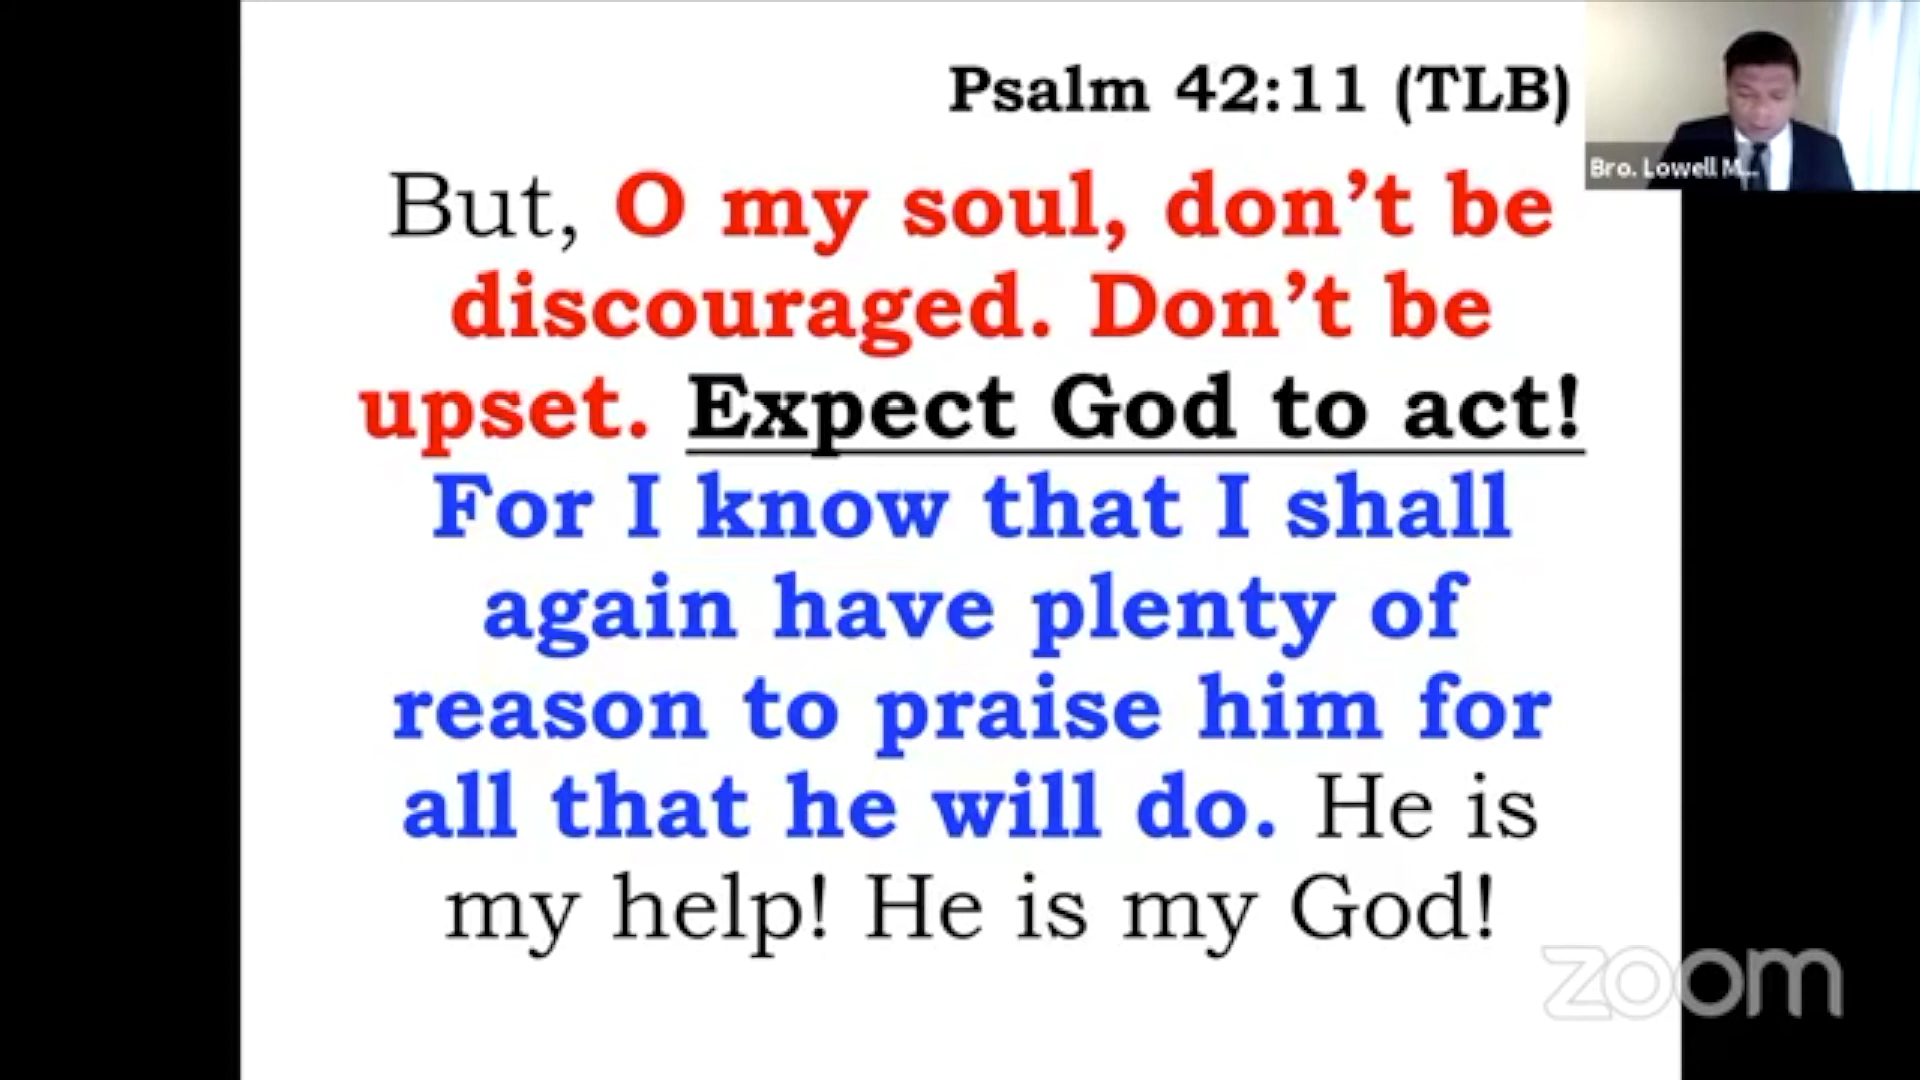 Psalm 42:11 (TLB)
Bro. Lowell M...
But, O my soul, don’t be
discouraged. Don’t be
upset. Expect God to act!
For I know that I shall
again have plenty of
reason to praise him for
all that he will do. He is
my help! He is my God!
zoom